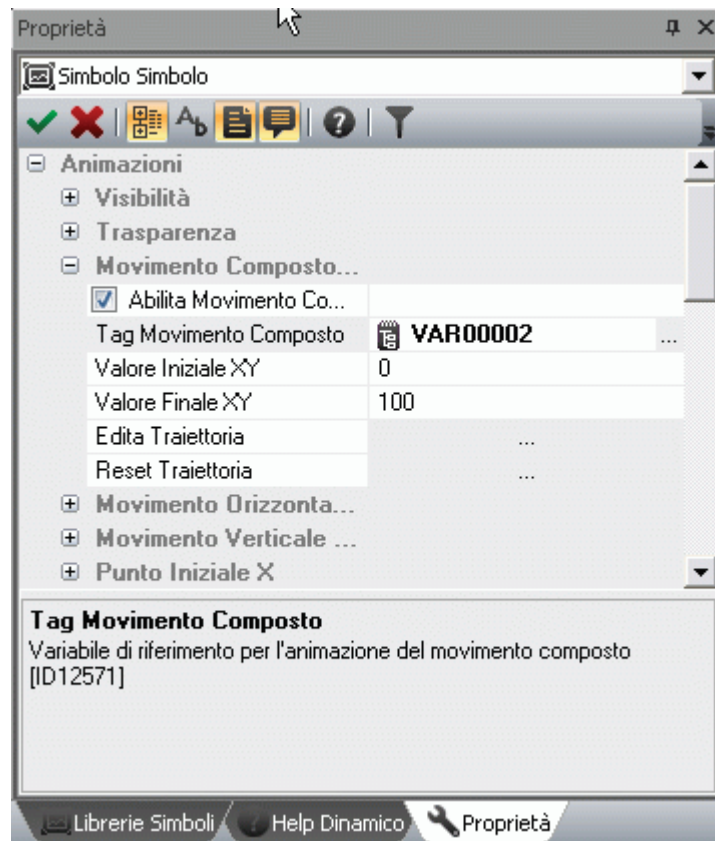 Proprietà
Simbolo Simbolo
Animazioni
Visibilità
Trasparenza
Movimento Composto...
Abilita Movimento Co...
Tag Movimento Composto VAR00002 ...
Valore Iniziale XY 0
Valore Finale XY 100
Edita Traiettoria ...
Reset Traiettoria ...
Movimento Orizzonta...
Movimento Verticale ...
Punto Iniziale X
Tag Movimento Composto
Variabile di riferimento per l'animazione del movimento composto
[ID12571]
Librerie Simboli Help Dinamico Proprietà